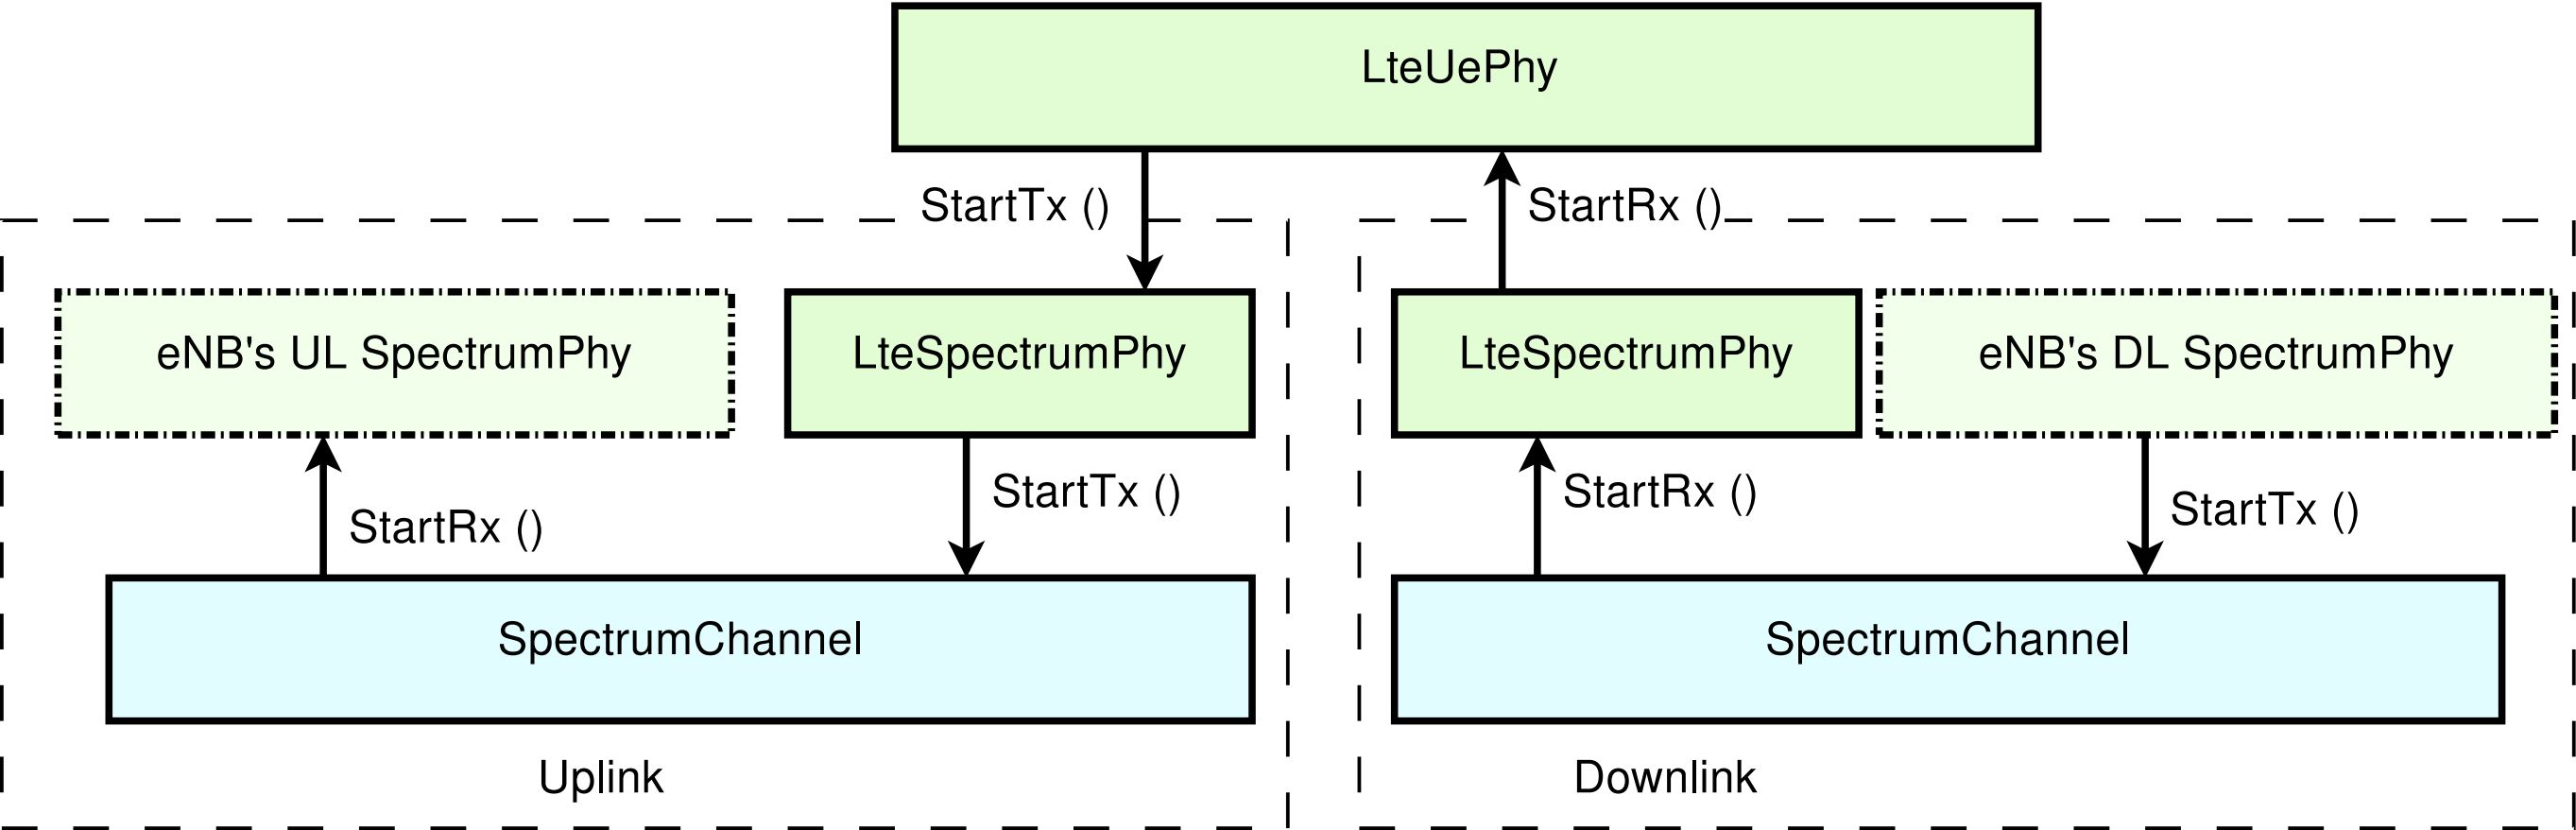 LteUePhy
StartTx ()
StartRx ()
eNB's UL SpectrumPhy
LteSpectrumPhy
LteSpectrumPhy
eNB's DL SpectrumPhy
StartRx ()
StartTx ()
StartRx ()
StartTx ()
SpectrumChannel
SpectrumChannel
Uplink
Downlink